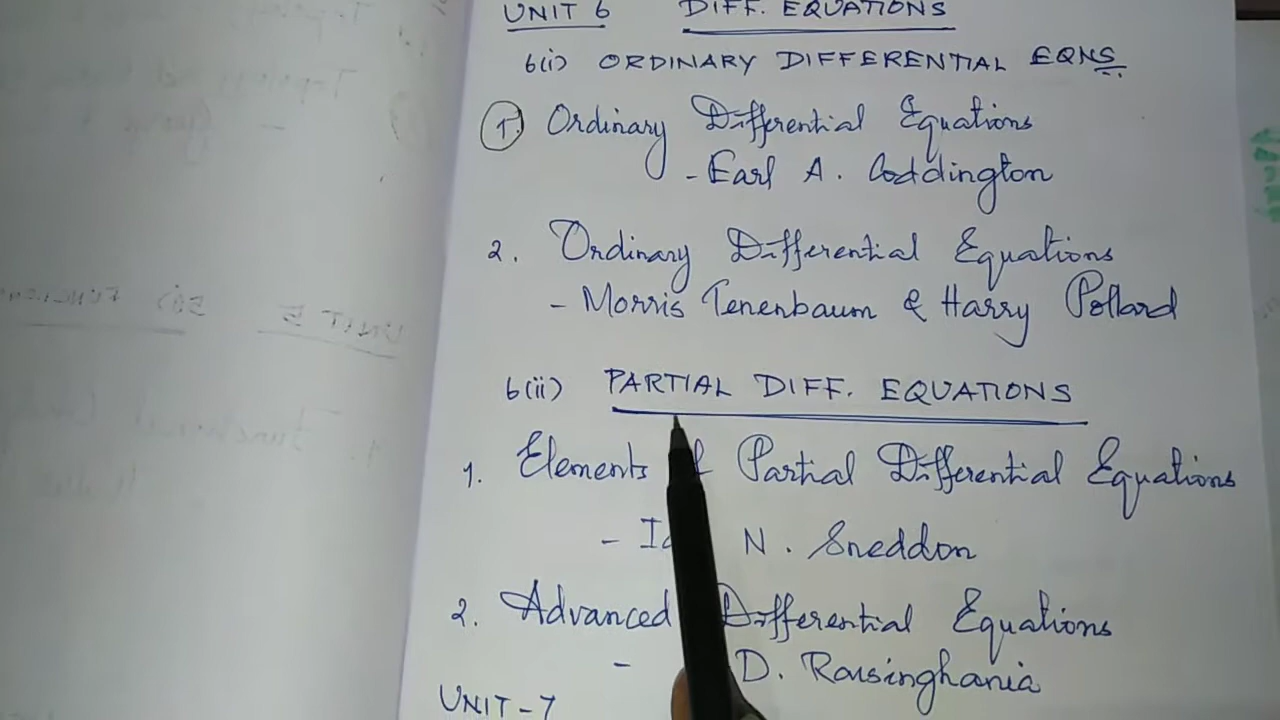 UNIT 6 DIFF. EQUATIONS
6(i) ORDINARY DIFFERENTIAL EQNS
1. Ordinary Differential Equations
- Earl A. Coddington
2. Ordinary Differential Equations
- Morris Tenenbaum & Harry Pollard
6(ii) PARTIAL DIFF. EQUATIONS
1. Elements Partial Differential Equations
- N. Sneddon
2. Advanced Differential Equations
- D. Raisinghania
UNIT-7